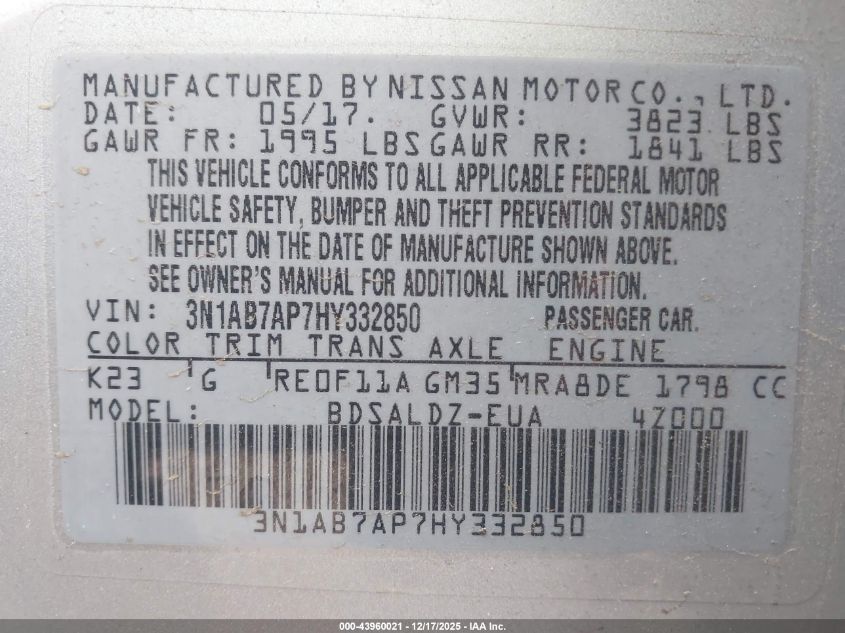 MANUFACTURED BY NISSAN MOTOR CO., LTD.
DATE: 05/17. GVWR: 3823 LBS
GAWR FR: 1995 LBS GAWR RR: 1841 LBS
THIS VEHICLE CONFORMS TO ALL APPLICABLE FEDERAL MOTOR
VEHICLE SAFETY, BUMPER AND THEFT PREVENTION STANDARDS
IN EFFECT ON THE DATE OF MANUFACTURE SHOWN ABOVE.
SEE OWNER'S MANUAL FOR ADDITIONAL INFORMATION.
VIN: 3N1AB7AP7HY332850 PASSENGER CAR.
COLOR TRIM TRANS AXLE ENGINE
K23 G RE0F11A GM35 MRA8DE 1798 CC
MODEL: BDSALDZ-EUA 4Z000
3N1AB7AP7HY332850
000-43960021 - 12/17/2025 - IAA Inc.